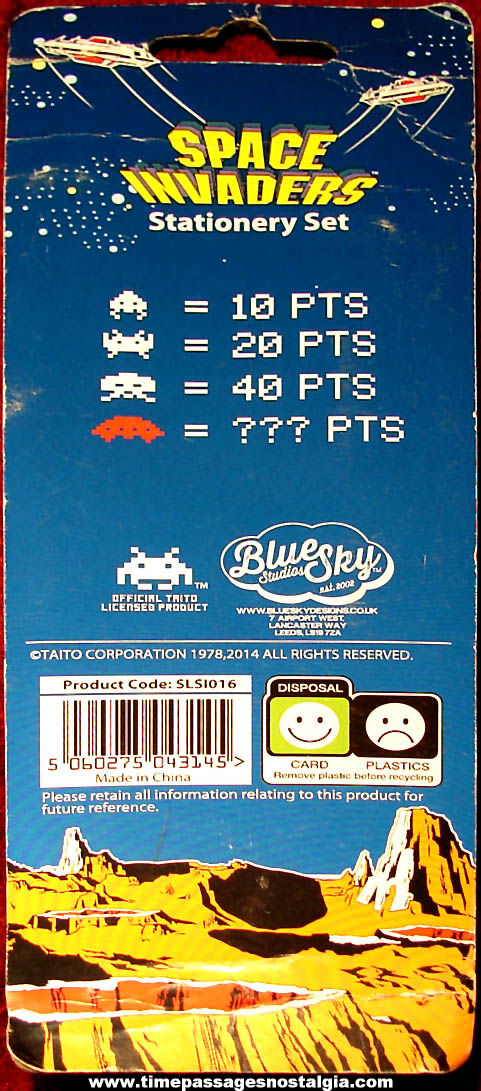 SPACE
INVADERS™
Stationery Set
= 10 PTS
= 20 PTS
= 40 PTS
= ??? PTS
TM
OFFICIAL TAITO
LICENSED PRODUCT
BlueSky™
Studios
Est. 2002
WWW.BLUESKYDESIGNS.CO.UK
7 AIRPORT WEST,
LANCASTER WAY
LEEDS, LS19 7ZA
©TAITO CORPORATION 1978,2014 ALL RIGHTS RESERVED.
Product Code: SLSI016
5 060275 043145 >
Made in China
DISPOSAL
CARD PLASTICS
Remove plastic before recycling
Please retain all information relating to this product for
future reference.
www.timepassagesnostalgia.com